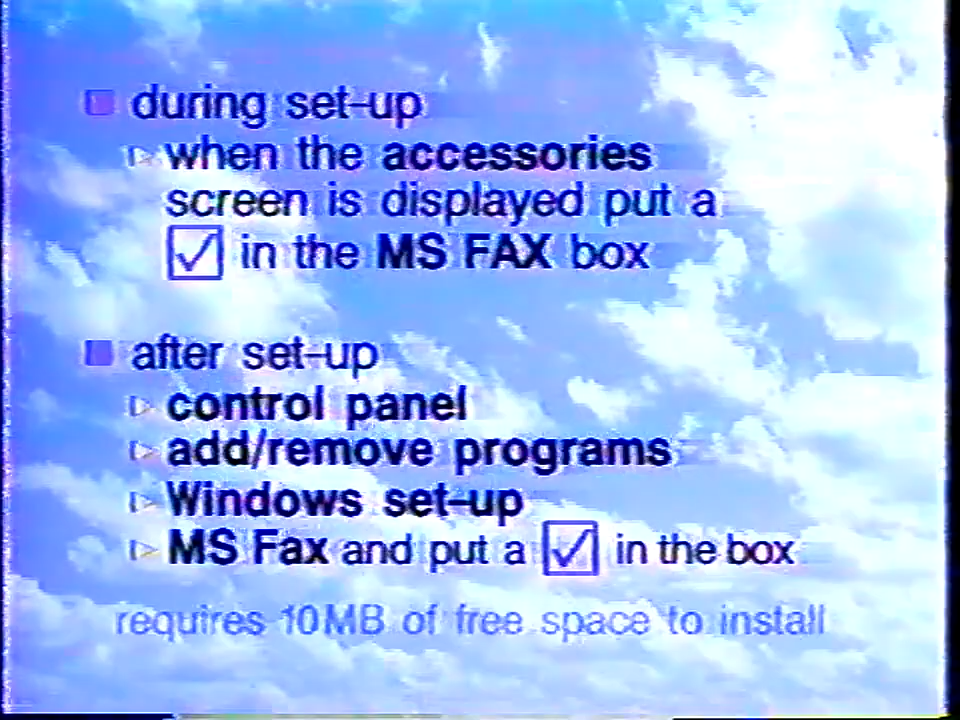 during set-up
when the accessories
screen is displayed put a
☑ in the MS FAX box
after set-up
control panel
add/remove programs
Windows set-up
MS Fax and put a ☑ in the box
requires 10MB of free space to install